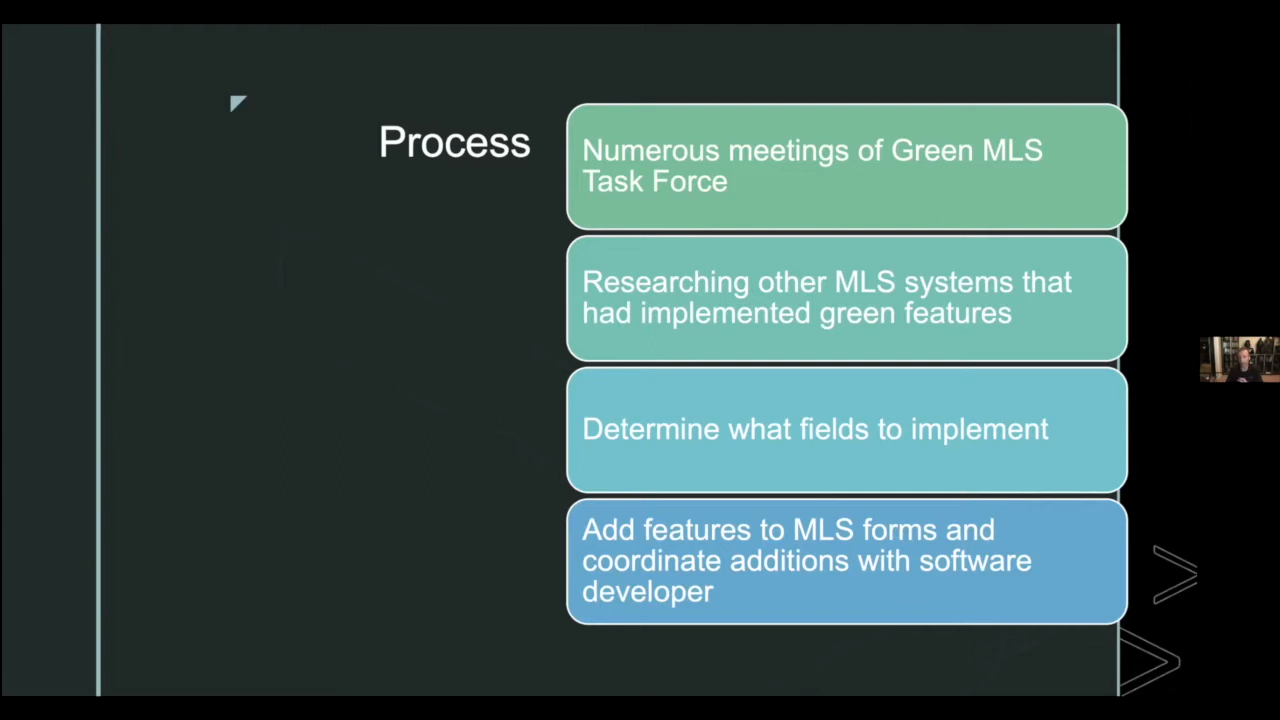 Process
Numerous meetings of Green MLS
Task Force
Researching other MLS systems that
had implemented green features
Determine what fields to implement
Add features to MLS forms and
coordinate additions with software
developer